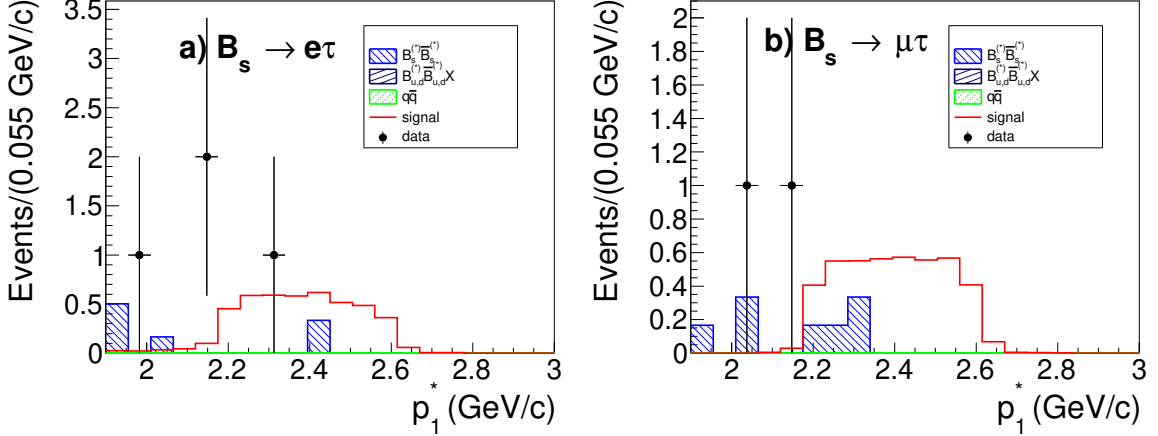 a) B_s → eτ
B_s^(*) B̅_s^(*)
B_u,d^(*) B̅_u,d^(*) X
qq̅
signal
data
Events/(0.055 GeV/c)
3.5
3
2.5
2
1.5
1
0.5
0
2 2.2 2.4 2.6 2.8 3
p_1^* (GeV/c)
b) B_s → μτ
B_s^(*) B̅_s^(*)
B_u,d^(*) B̅_u,d^(*) X
qq̅
signal
data
Events/(0.055 GeV/c)
2
1.8
1.6
1.4
1.2
1
0.8
0.6
0.4
0.2
0
2 2.2 2.4 2.6 2.8 3
p_1^* (GeV/c)